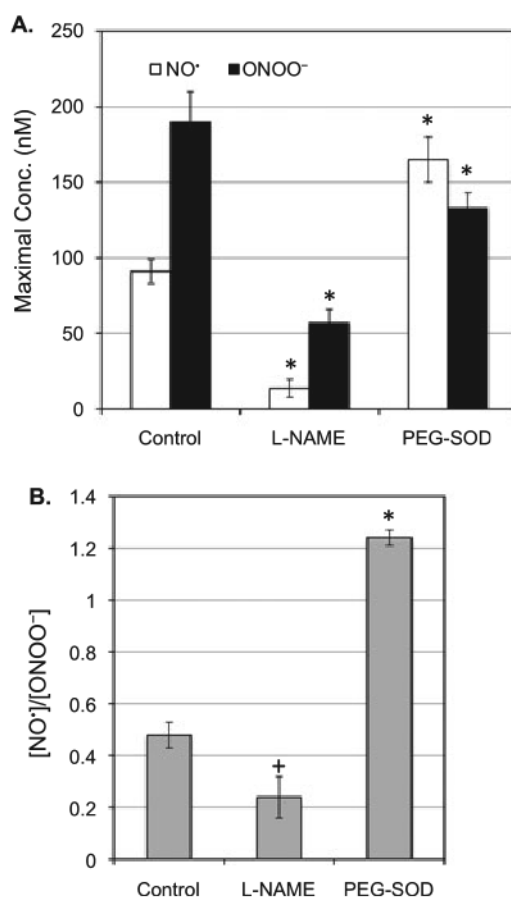 A.
250
200
150
100
50
0
Maximal Conc. (nM)
NO• ONOO⁻
* * * *
Control L-NAME PEG-SOD
B.
1.4
1.2
1
0.8
0.6
0.4
0.2
0
[NO•]/[ONOO⁻]
+ *
Control L-NAME PEG-SOD